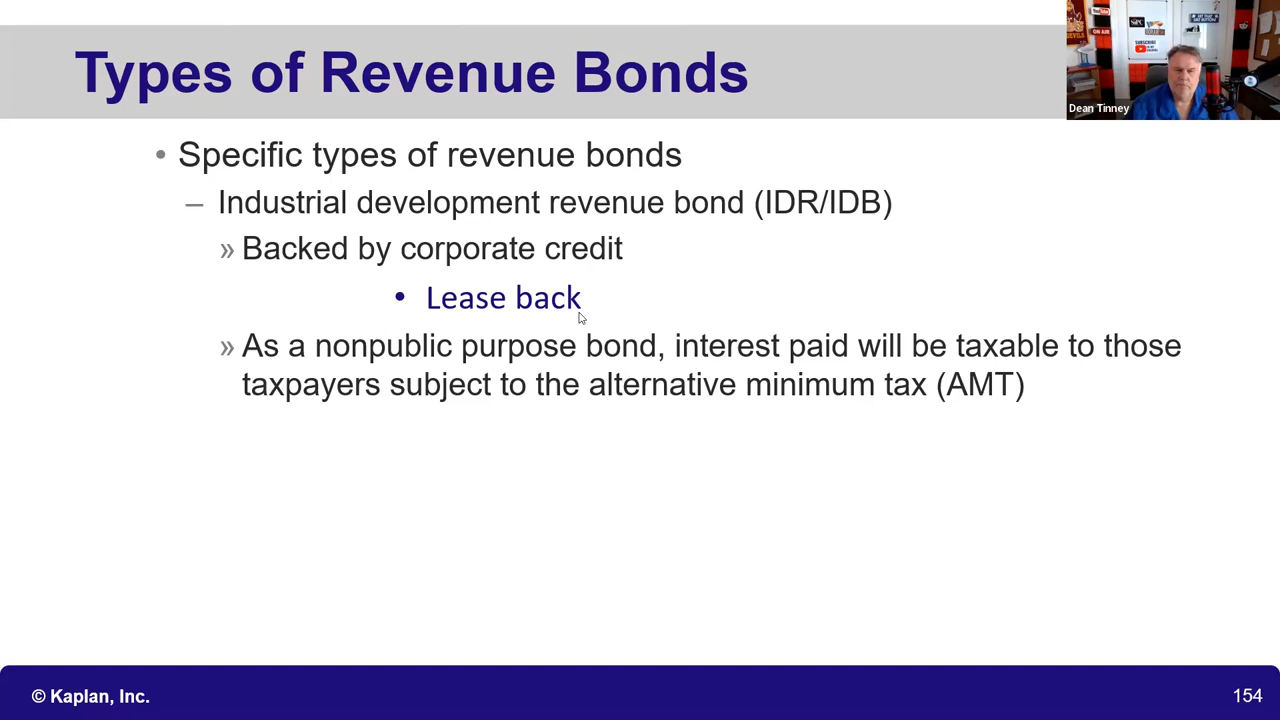 Types of Revenue Bonds
Dean Tinney
• Specific types of revenue bonds
– Industrial development revenue bond (IDR/IDB)
» Backed by corporate credit
• Lease back
» As a nonpublic purpose bond, interest paid will be taxable to those
taxpayers subject to the alternative minimum tax (AMT)
© Kaplan, Inc.
154